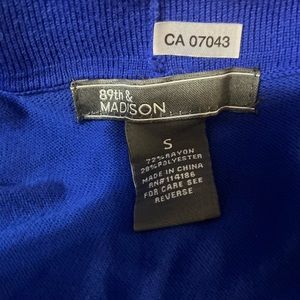 CA 07043
89th &
MADISON
S
72% RAYON
28% POLYESTER
MADE IN CHINA
RN# 114186
FOR CARE SEE
REVERSE